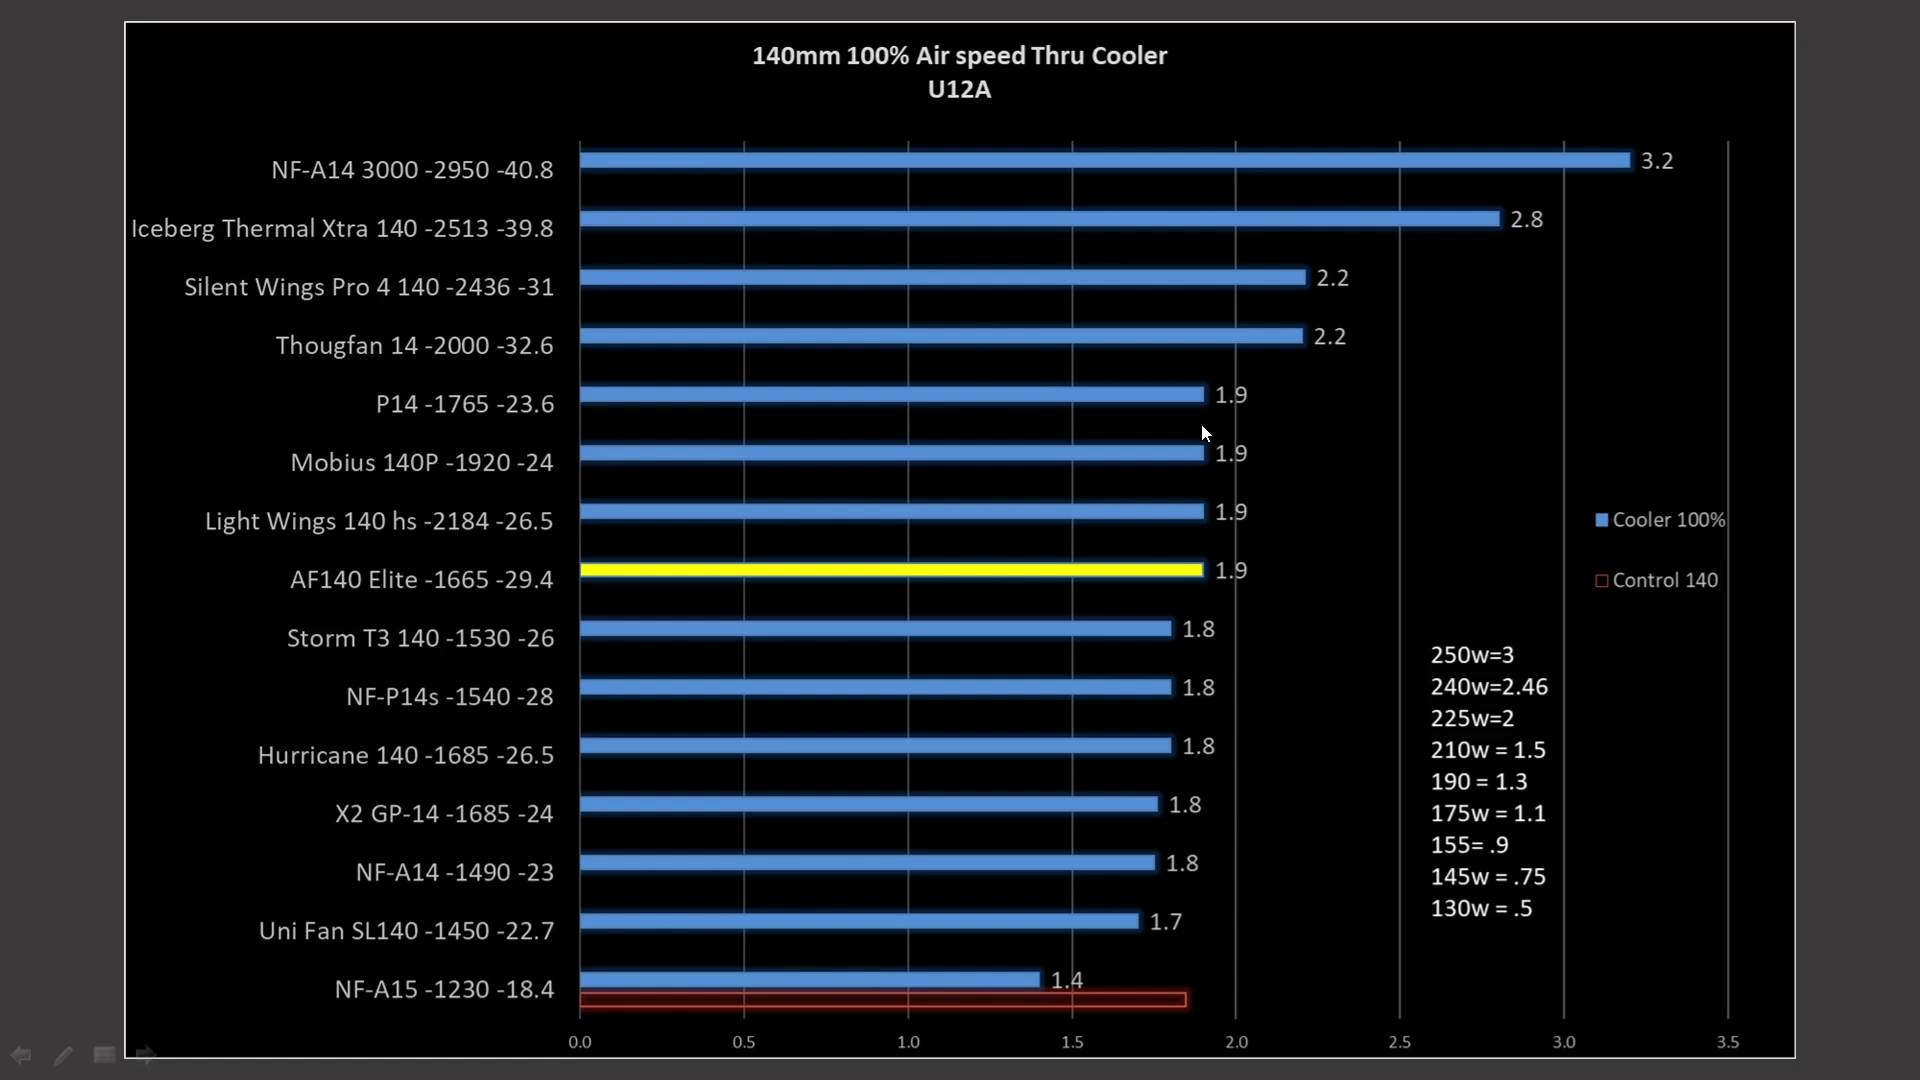 140mm 100% Air speed Thru Cooler
U12A
NF-A14 3000 -2950 -40.8
3.2
Iceberg Thermal Xtra 140 -2513 -39.8
2.8
Silent Wings Pro 4 140 -2436 -31
2.2
Thougfan 14 -2000 -32.6
2.2
P14 -1765 -23.6
1.9
Mobius 140P -1920 -24
1.9
Light Wings 140 hs -2184 -26.5
1.9
AF140 Elite -1665 -29.4
1.9
Storm T3 140 -1530 -26
1.8
NF-P14s -1540 -28
1.8
Hurricane 140 -1685 -26.5
1.8
X2 GP-14 -1685 -24
1.8
NF-A14 -1490 -23
1.8
Uni Fan SL140 -1450 -22.7
1.7
NF-A15 -1230 -18.4
1.4
0.0 0.5 1.0 1.5 2.0 2.5 3.0 3.5
Cooler 100%
Control 140
250w=3
240w=2.46
225w=2
210w = 1.5
190 = 1.3
175w = 1.1
155= .9
145w = .75
130w = .5